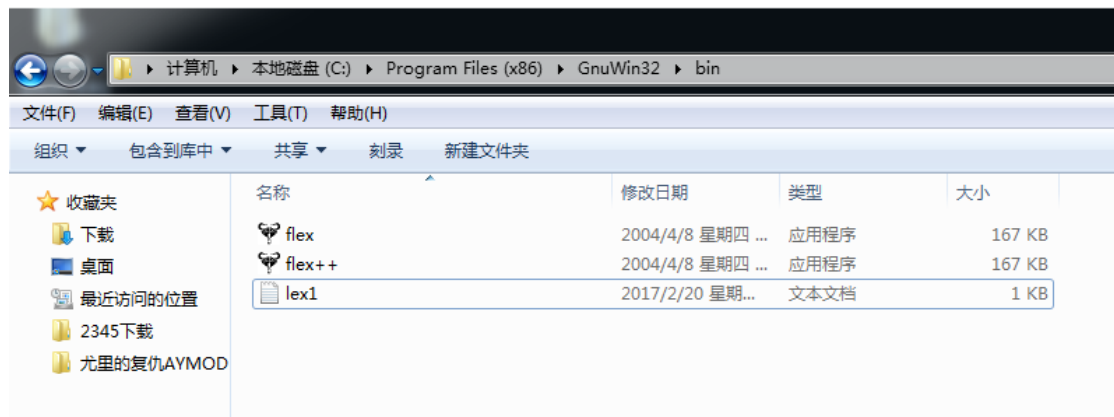 计算机 ▸ 本地磁盘 (C:) ▸ Program Files (x86) ▸ GnuWin32 ▸ bin
文件(F) 编辑(E) 查看(V) 工具(T) 帮助(H)
组织 包含到库中 共享 刻录 新建文件夹
名称 修改日期 类型 大小
收藏夹
下载
桌面
最近访问的位置
2345下载
尤里的复仇AYMOD
flex 2004/4/8 星期四 ... 应用程序 167 KB
flex++ 2004/4/8 星期四 ... 应用程序 167 KB
lex1 2017/2/20 星期... 文本文档 1 KB